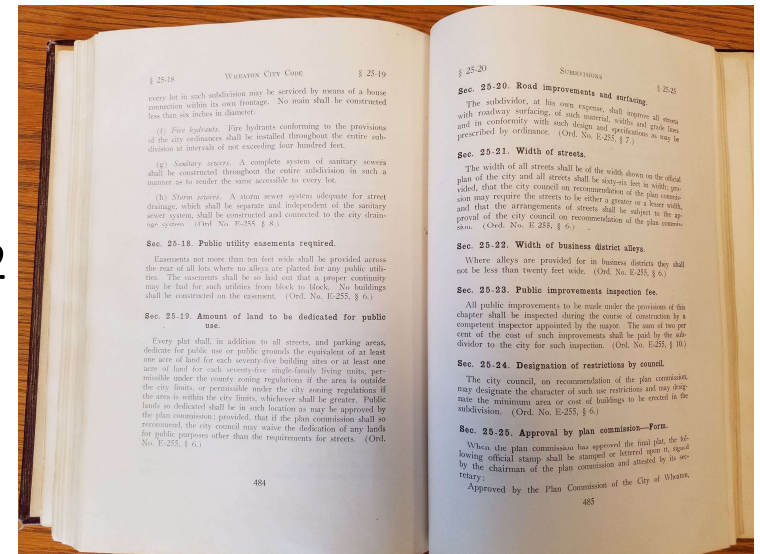 § 25-18 WHEATON CITY CODE § 25-19
every lot in such subdivision may be serviced by means of a house
connection within its own frontage. No main shall be constructed
less than six inches in diameter.
(f) Fire hydrants. Fire hydrants conforming to the provisions
of the city ordinances shall be installed throughout the entire sub-
division at intervals of not exceeding four hundred feet.
(g) Sanitary sewers. A complete system of sanitary sewers
shall be constructed throughout the entire subdivision in such a
manner as to render the same accessible to every lot.
(h) Storm sewers. A storm sewer system adequate for street
drainage, which shall be separate and independent of the sanitary
sewer system, shall be constructed and connected to the city drain-
age system. (Ord. No. E-255, § 8.)
Sec. 25-18. Public utility easements required.
Easements not more than ten feet wide shall be provided across
the rear of all lots where no alleys are platted for any public utili-
ties. The easements shall be so laid out that a proper continuity
may be had for such utilities from block to block. No buildings
shall be constructed on the easement. (Ord. No. E-255, § 6.)
Sec. 25-19. Amount of land to be dedicated for public
use.
Every plat shall, in addition to all streets, and parking areas,
dedicate for public use or public grounds the equivalent of at least
one acre of land for each seventy-five building sites or at least one
acre of land for each seventy-five single-family living units, per-
missible under the county zoning regulations if the area is outside
the city limits, or permissible under the city zoning regulations if
the area is within the city limits, whichever shall be greater. Public
lands so dedicated shall be in such location as may be approved by
the plan commission; provided, that if the plan commission shall so
recommend, the city council may waive the dedication of any lands
for public purposes other than the requirements for streets. (Ord.
No. E-255, § 6.)
484
§ 25-20 SUBDIVISIONS § 25-25
Sec. 25-20. Road improvements and surfacing.
The subdividor, at his own expense, shall improve all streets
with roadway surfacing, of such material, widths and grade lines
and in conformity with such design and specifications as may be
prescribed by ordinance. (Ord. No. E-255, § 7.)
Sec. 25-21. Width of streets.
The width of all streets shall be of the width shown on the official
plan of the city and all streets shall be sixty-six feet in width; pro-
vided, that the city council on recommendation of the plan commis-
sion may require the streets to be either a greater or a lesser width,
and that the arrangements of streets shall be subject to the ap-
proval of the city council on recommendation of the plan commis-
sion. (Ord. No. E 255, § 6.)
Sec. 25-22. Width of business district alleys.
Where alleys are provided for in business districts they shall
not be less than twenty feet wide. (Ord. No. E-255, § 6.)
Sec. 25-23. Public improvements inspection fee.
All public improvements to be made under the provisions of this
chapter shall be inspected during the course of construction by a
competent inspector appointed by the mayor. The sum of two per
cent of the cost of such improvements shall be paid by the sub-
dividor to the city for such inspection. (Ord. No. E-255, § 10.)
Sec. 25-24. Designation of restrictions by council.
The city council, on recommendation of the plan commission,
may designate the character of such use restrictions and may desig-
nate the minimum area or cost of buildings to be erected in the
subdivision. (Ord. No. E-255, § 6.)
Sec. 25-25. Approval by plan commission—Form.
When the plan commission has approved the final plat, the fol-
lowing official stamp shall be stamped or lettered upon it, signed
by the chairman of the plan commission and attested by its sec-
retary:
Approved by the Plan Commission of the City of Wheaton,
485